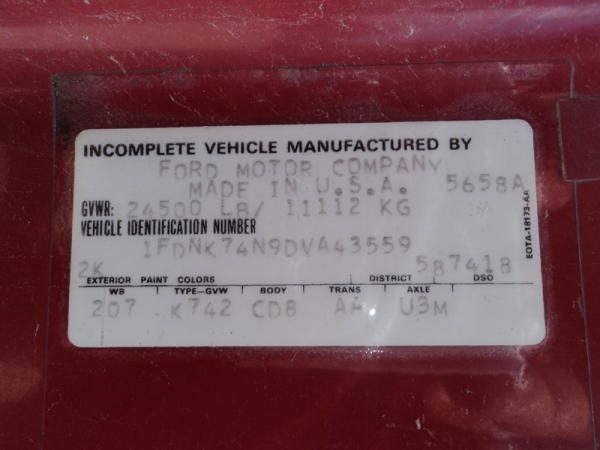 INCOMPLETE VEHICLE MANUFACTURED BY
FORD MOTOR COMPANY
MADE IN U.S.A. 5658A
GVWR: 24500 LB/ 11112 KG
VEHICLE IDENTIFICATION NUMBER
1FDNK74N9DVA43559
2K 587418
EXTERIOR PAINT COLORS DISTRICT DSO
WB TYPE-GVW BODY TRANS AXLE
207 K742 CD8 AA U3M
EOTA-18173-AA